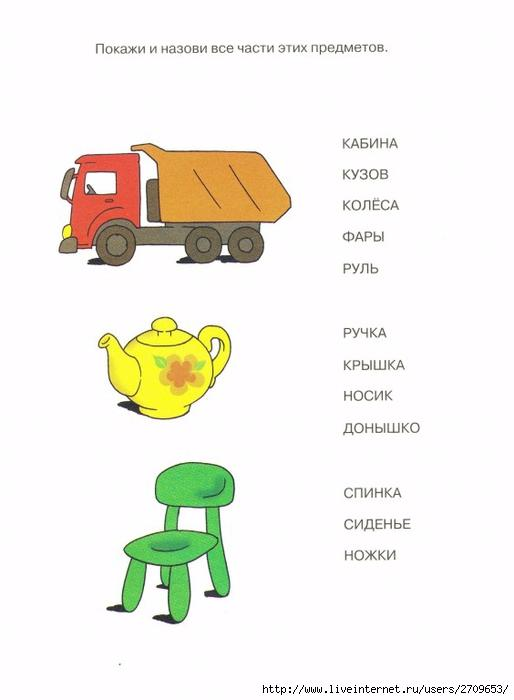 Покажи и назови все части этих предметов.
КАБИНА
КУЗОВ
КОЛЁСА
ФАРЫ
РУЛЬ
РУЧКА
КРЫШКА
НОСИК
ДОНЫШКО
СПИНКА
СИДЕНЬЕ
НОЖКИ
http://www.liveinternet.ru/users/2709653/